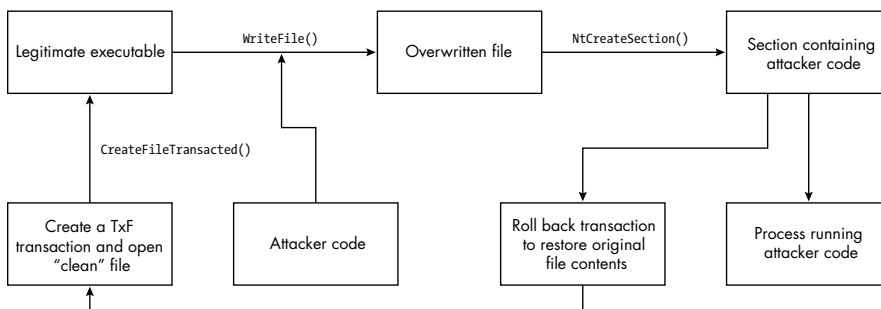 Legitimate executable
WriteFile()
Overwritten file
NtCreateSection()
Section containing
attacker code
CreateFileTransacted()
Create a TxF
transaction and open
“clean” file
Attacker code
Roll back transaction
to restore original
file contents
Process running
attacker code